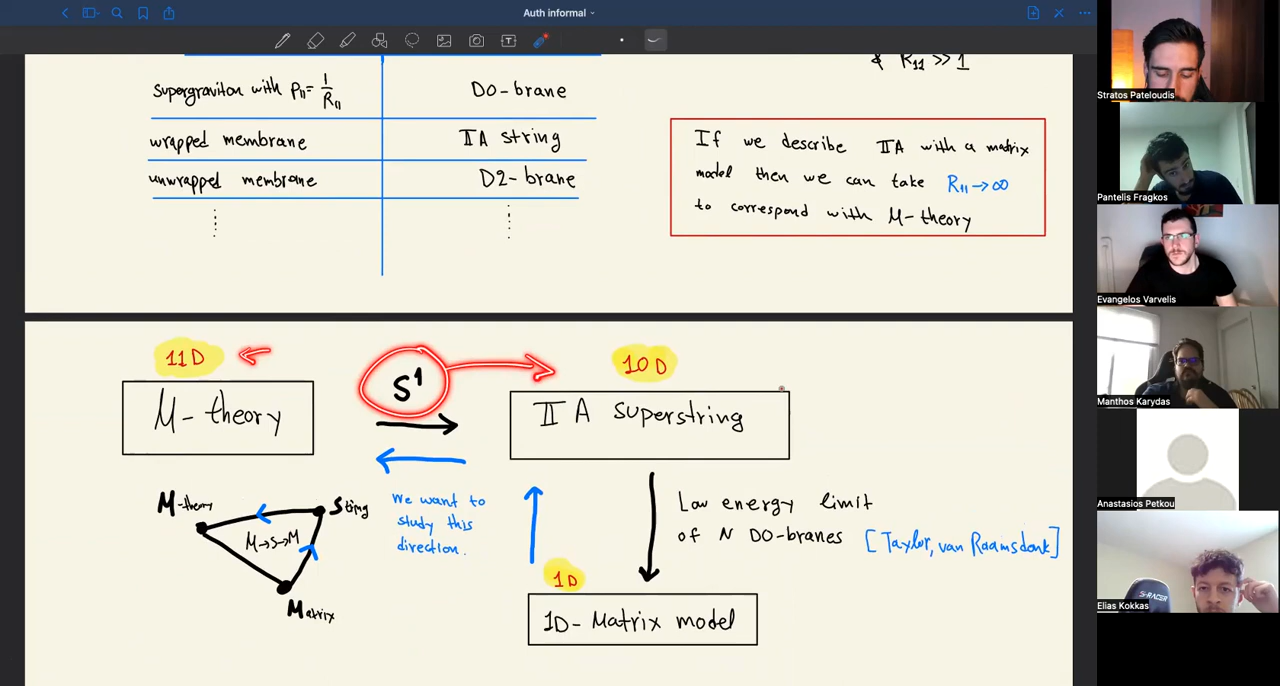 Auth informal
& R₁₁ >> 1
supergraviton with P₁₁ = 1/R₁₁
D0-brane
wrapped membrane
IIA string
unwrapped membrane
D2-brane
If we describe IIA with a matrix
model then we can take R₁₁→∞
to correspond with M-theory
11D
S¹
10D
M-theory
IIA superstring
We want to
study this
direction.
M-theory
String
M→S→M
Matrix
Low energy limit
of N D0-branes
[Taylor, van Raamsdonk]
1D
1D-Matrix model
Stratos Pateloudis
Pantelis Fragkos
Evangelos Varvelis
Manthos Karydas
Anastasios Petkou
S-RACER
Elias Kokkas